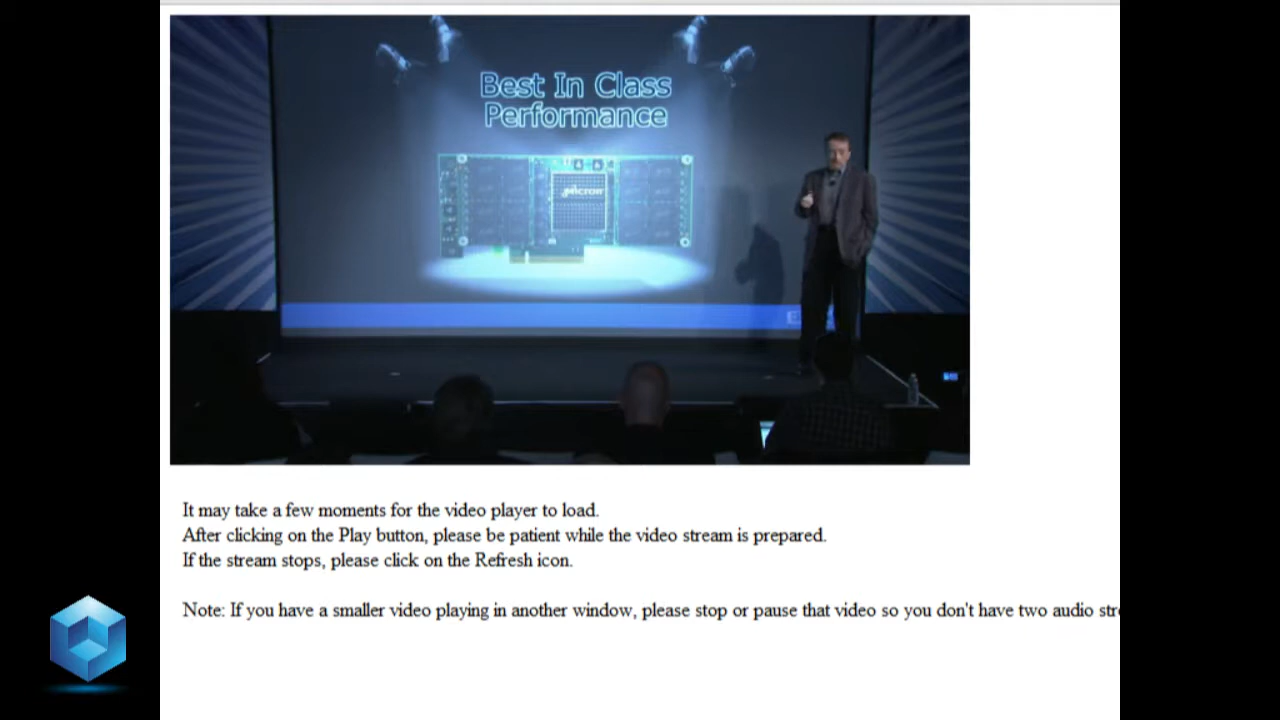 Best In Class
Performance
Micron
It may take a few moments for the video player to load.
After clicking on the Play button, please be patient while the video stream is prepared.
If the stream stops, please click on the Refresh icon.
Note: If you have a smaller video playing in another window, please stop or pause that video so you don't have two audio str